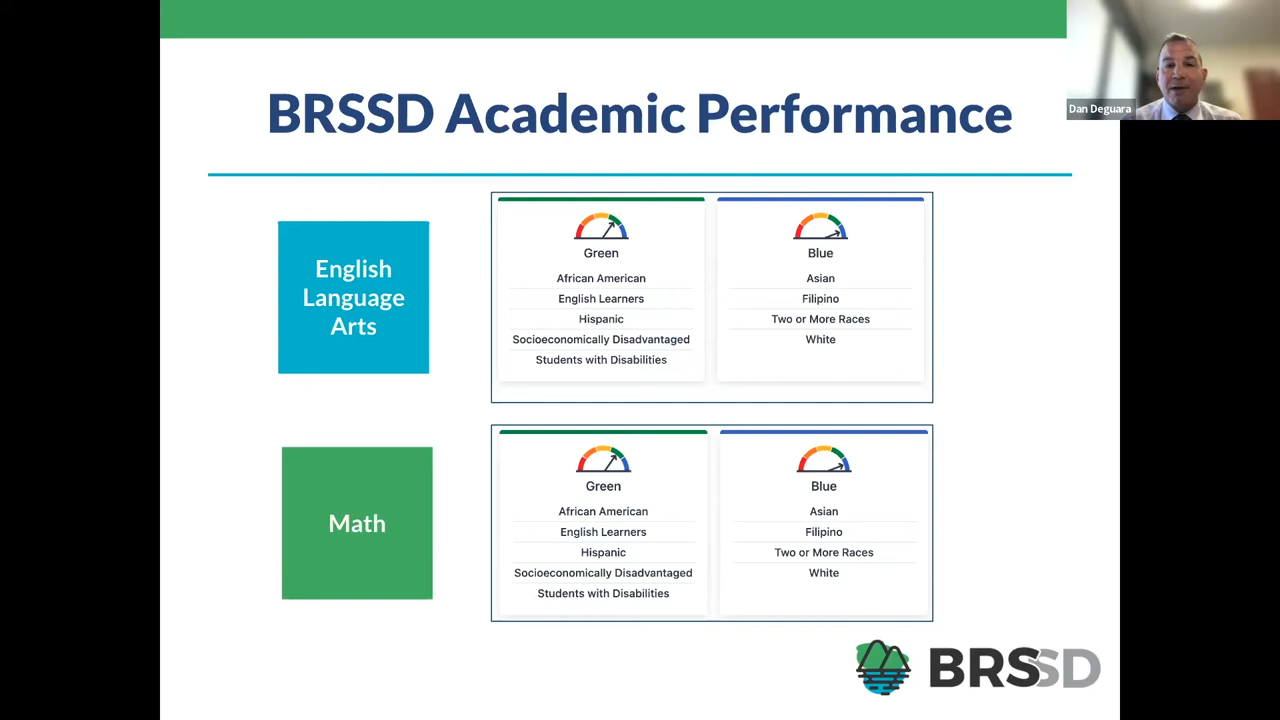 BRSSD Academic Performance
Dan Deguara
English
Language
Arts
Green
African American
English Learners
Hispanic
Socioeconomically Disadvantaged
Students with Disabilities
Blue
Asian
Filipino
Two or More Races
White
Math
Green
African American
English Learners
Hispanic
Socioeconomically Disadvantaged
Students with Disabilities
Blue
Asian
Filipino
Two or More Races
White
BRSSD